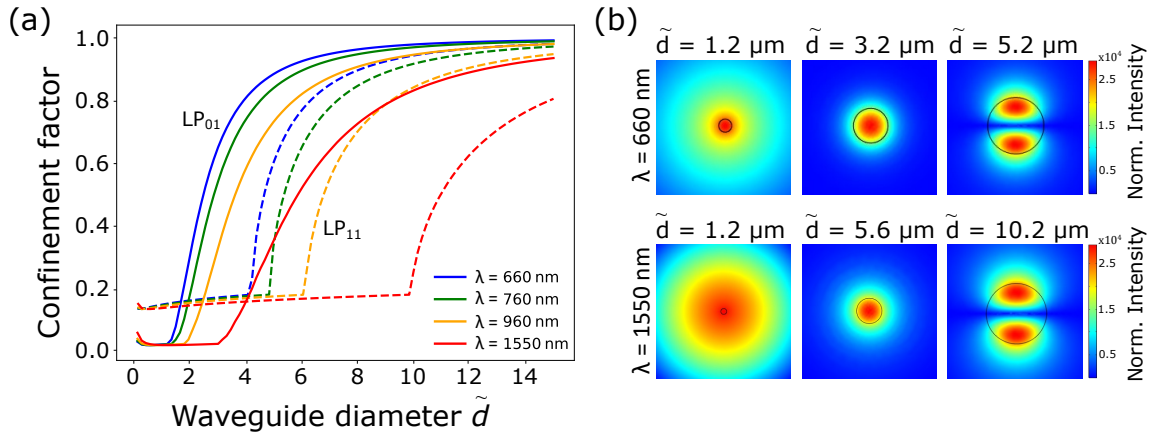 (a)
Confinement factor
1.0
0.8
0.6
0.4
0.2
0.0
LP01
LP11
λ = 660 nm
λ = 760 nm
λ = 960 nm
λ = 1550 nm
0 2 4 6 8 10 12 14
Waveguide diameter d̃
(b)
d̃ = 1.2 µm d̃ = 3.2 µm d̃ = 5.2 µm
λ = 660 nm
x10⁴
2.5
1.5
0.5
Norm. Intensity
d̃ = 1.2 µm d̃ = 5.6 µm d̃ = 10.2 µm
λ = 1550 nm
x10⁴
2.5
1.5
0.5
Norm. Intensity